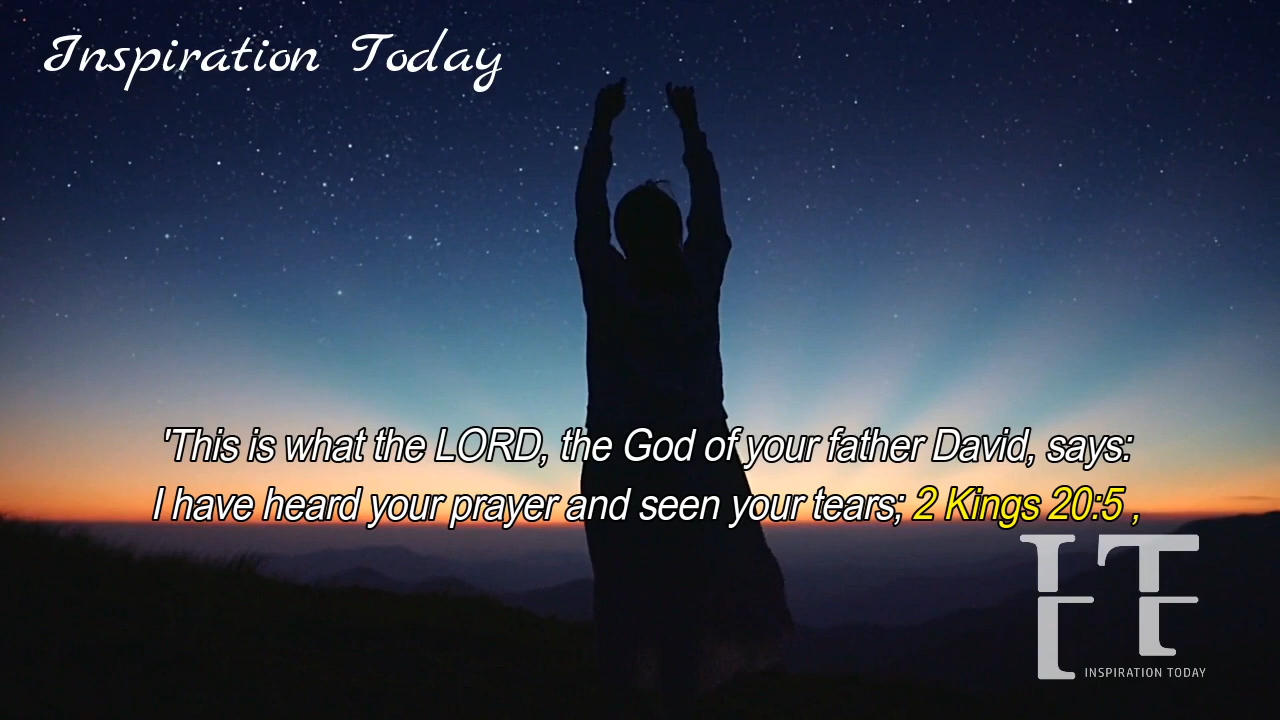 Inspiration Today
'This is what the LORD, the God of your father David, says:
I have heard your prayer and seen your tears; 2 Kings 20:5 ,
IT
INSPIRATION TODAY